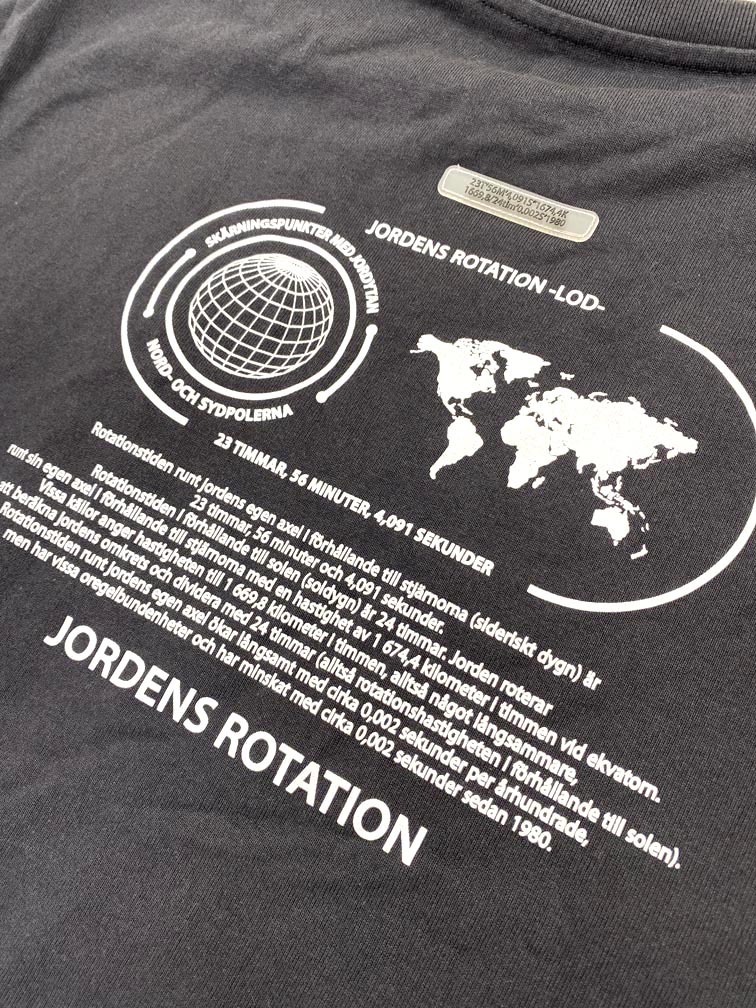 23T°56M°4,091S°1674,4K
1669,8/24tim°0,002S°1980
JORDENS ROTATION -LOD-
SKÄRNINGSPUNKTER MED JORDYTAN
NORD- OCH SYDPOLERNA
23 TIMMAR, 56 MINUTER, 4,091 SEKUNDER
Rotationstiden runt jordens egen axel i förhållande till stjärnorna (sideriskt dygn) är
23 timmar, 56 minuter och 4,091 sekunder.
Rotationstiden i förhållande till solen (soldygn) är 24 timmar. Jorden roterar
runt sin egen axel i förhållande till stjärnorna med en hastighet av 1 674,4 kilometer i timmen vid ekvatorn.
Vissa källor anger hastigheten till 1 669,8 kilometer i timmen, alltså något långsammare,
att beräkna jordens omkrets och dividera med 24 timmar (alltså rotationshastigheten i förhållande till solen).
Rotationstiden runt jordens egen axel ökar långsamt med cirka 0,002 sekunder per århundrade,
men har vissa oregelbundenheter och har minskat med cirka 0,002 sekunder sedan 1980.
JORDENS ROTATION